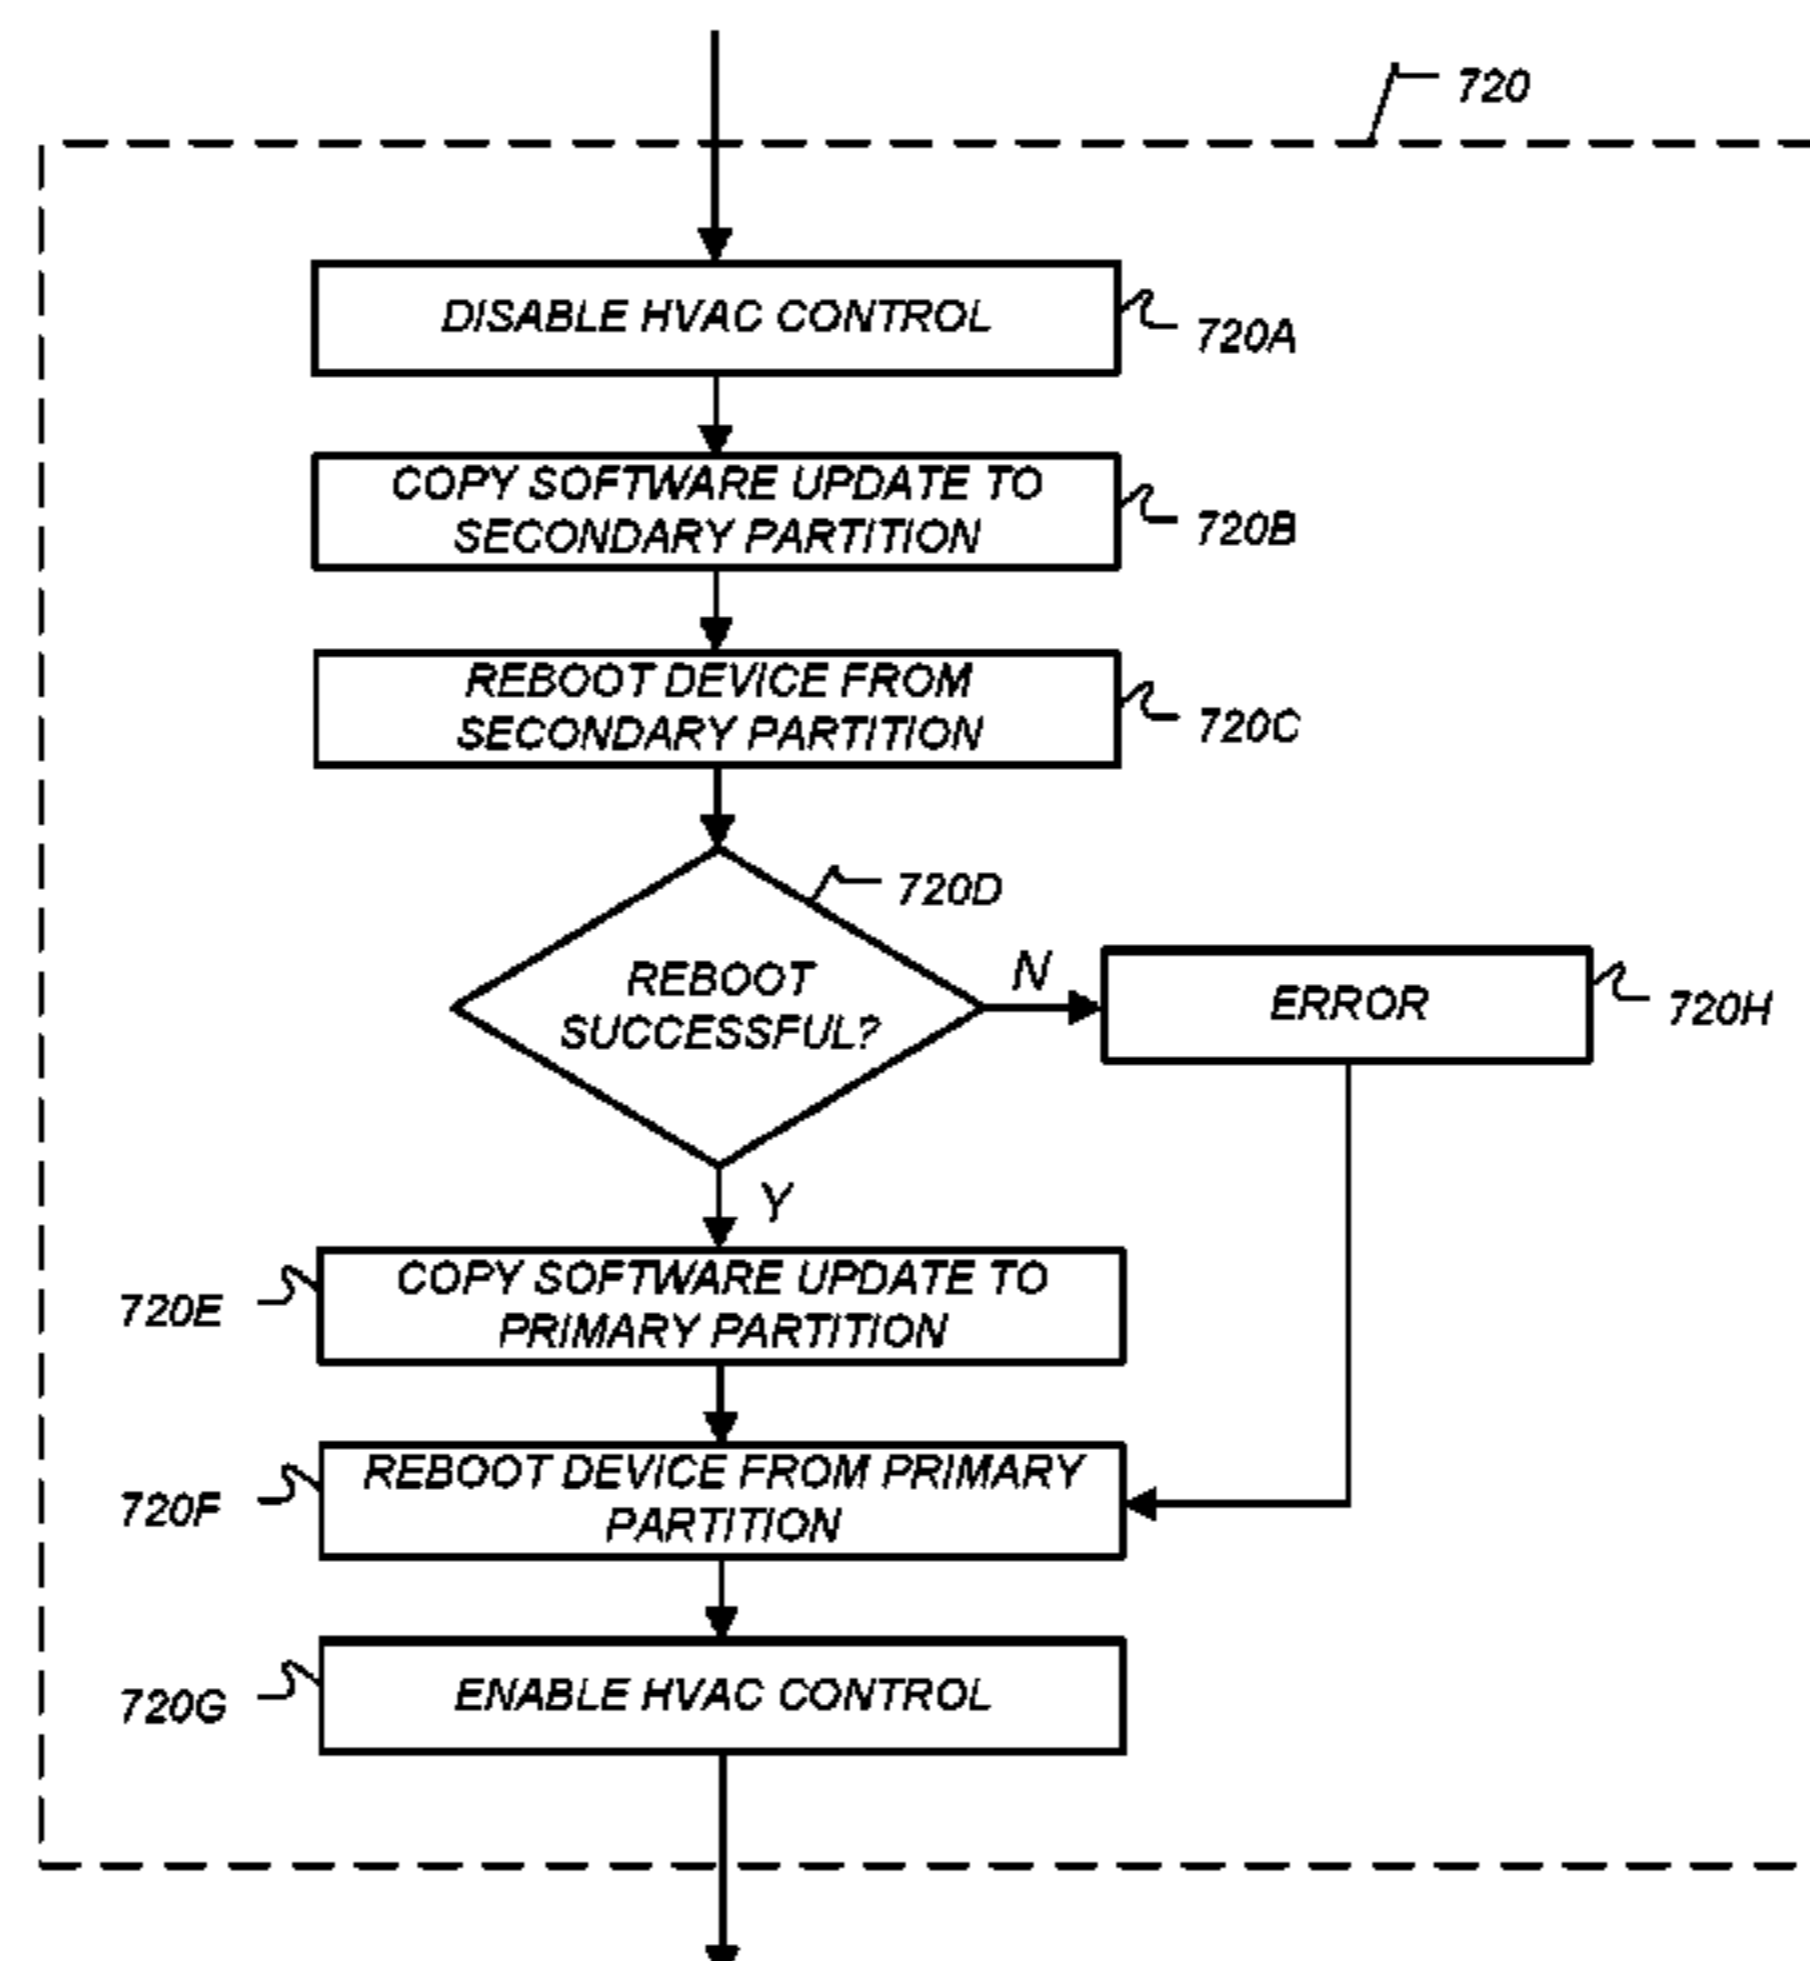 720
DISABLE HVAC CONTROL
720A
COPY SOFTWARE UPDATE TO
SECONDARY PARTITION
720B
REBOOT DEVICE FROM
SECONDARY PARTITION
720C
720D
REBOOT
SUCCESSFUL?
N
ERROR
720H
Y
COPY SOFTWARE UPDATE TO
PRIMARY PARTITION
720E
REBOOT DEVICE FROM PRIMARY
PARTITION
720F
ENABLE HVAC CONTROL
720G